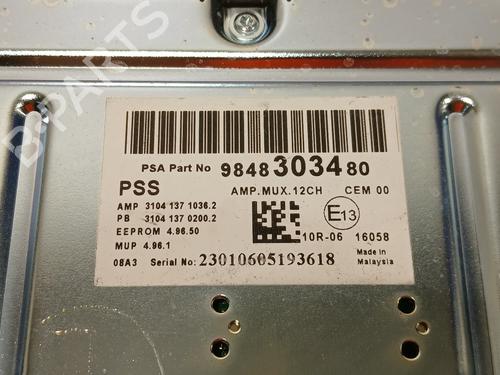 B-PARTS
PSA Part No 9848303480
PSS AMP.MUX.12CH CEM 00
AMP 3104 137 1036.2
PB 3104 137 0200.2
EEPROM 4.96.50
MUP 4.96.1
E13
10R-06 16058
08A3 Serial No: 23010605193618
Made in
Malaysia